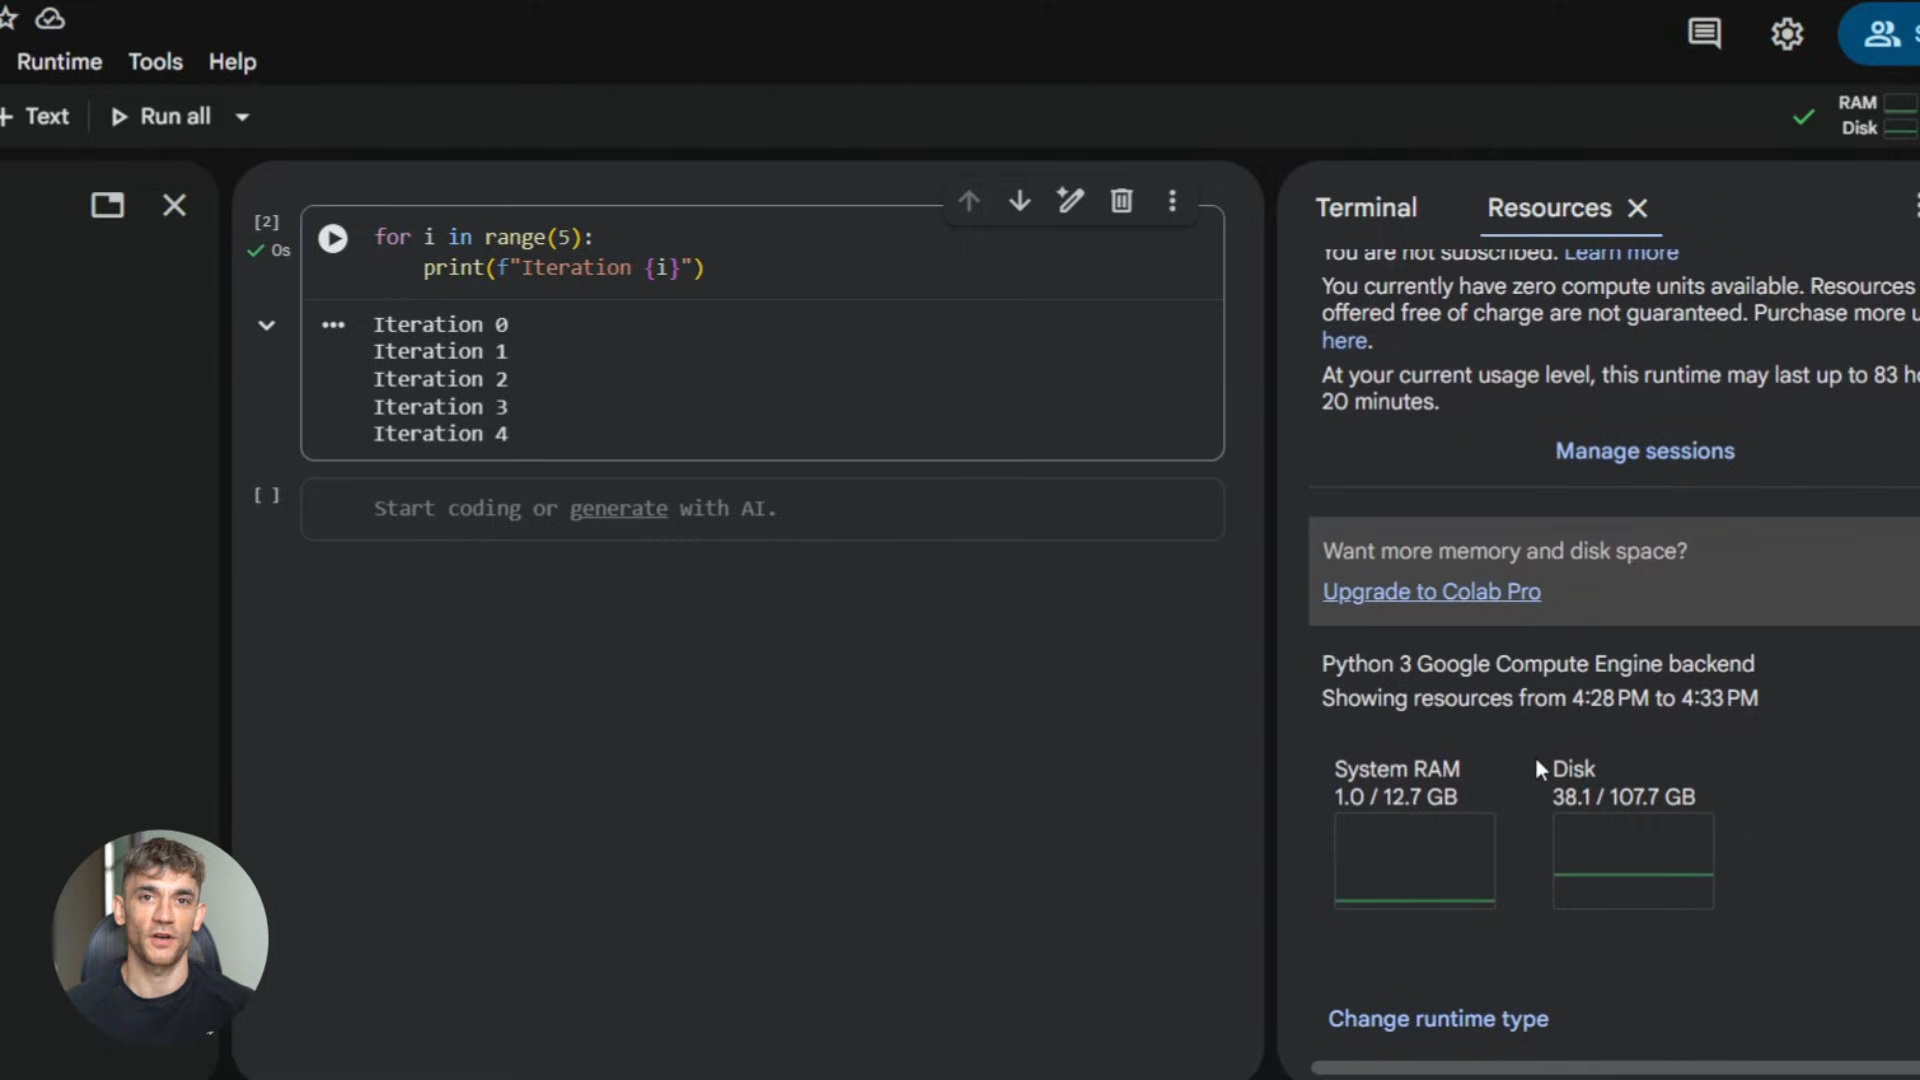 Runtime Tools Help
+ Text Run all
RAM
Disk
[2]
0s
for i in range(5):
print(f"Iteration {i}")
Iteration 0
Iteration 1
Iteration 2
Iteration 3
Iteration 4
[ ]
Start coding or generate with AI.
Terminal Resources
You are not subscribed. Learn more
You currently have zero compute units available. Resources
offered free of charge are not guaranteed. Purchase more
here.
At your current usage level, this runtime may last up to 83
20 minutes.
Manage sessions
Want more memory and disk space?
Upgrade to Colab Pro
Python 3 Google Compute Engine backend
Showing resources from 4:28 PM to 4:33 PM
System RAM
1.0 / 12.7 GB
Disk
38.1 / 107.7 GB
Change runtime type